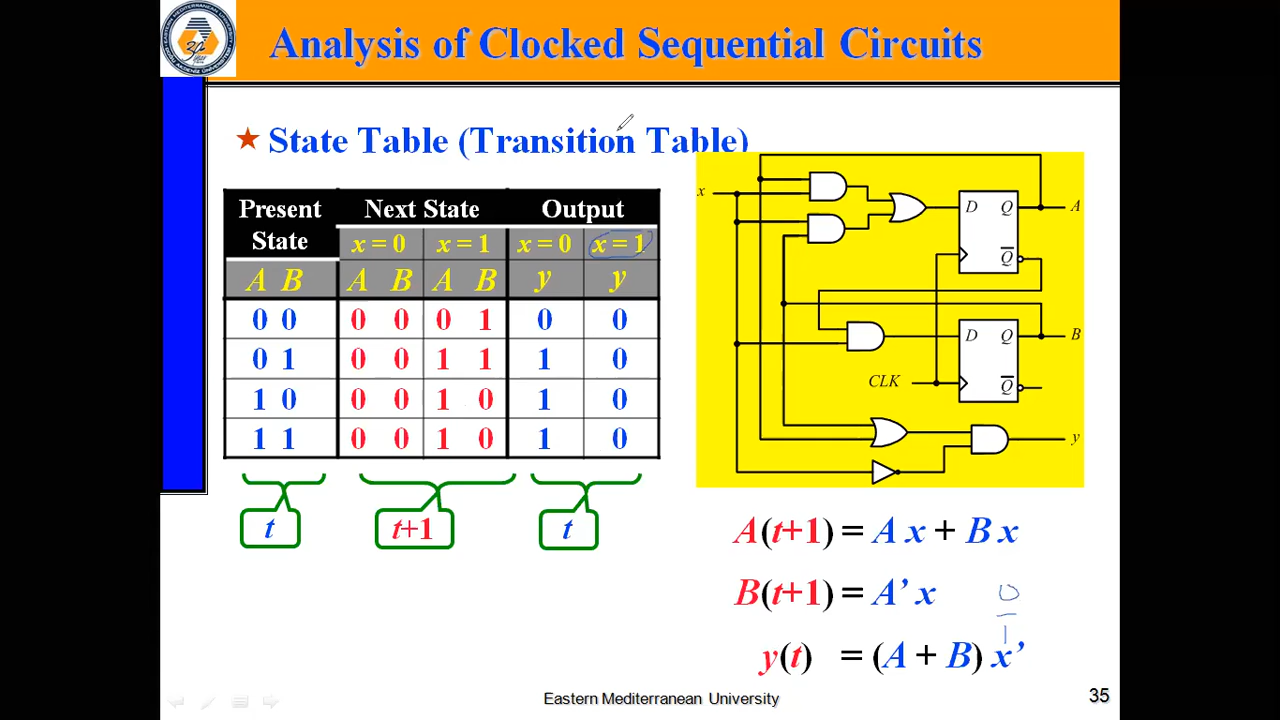 Analysis of Clocked Sequential Circuits
State Table (Transition Table)
Present State Next State Output
x = 0 x = 1 x = 0 x = 1
A B A B A B y y
0 0 0 0 0 1 0 0
0 1 0 0 1 1 1 0
1 0 0 0 1 0 1 0
1 1 0 0 1 0 1 0
t t+1 t
x
D Q A
Q̅
D Q B
CLK
Q̅
y
A(t+1) = A x + B x
B(t+1) = A’ x
0
1
y(t) = (A + B) x’
Eastern Mediterranean University
35